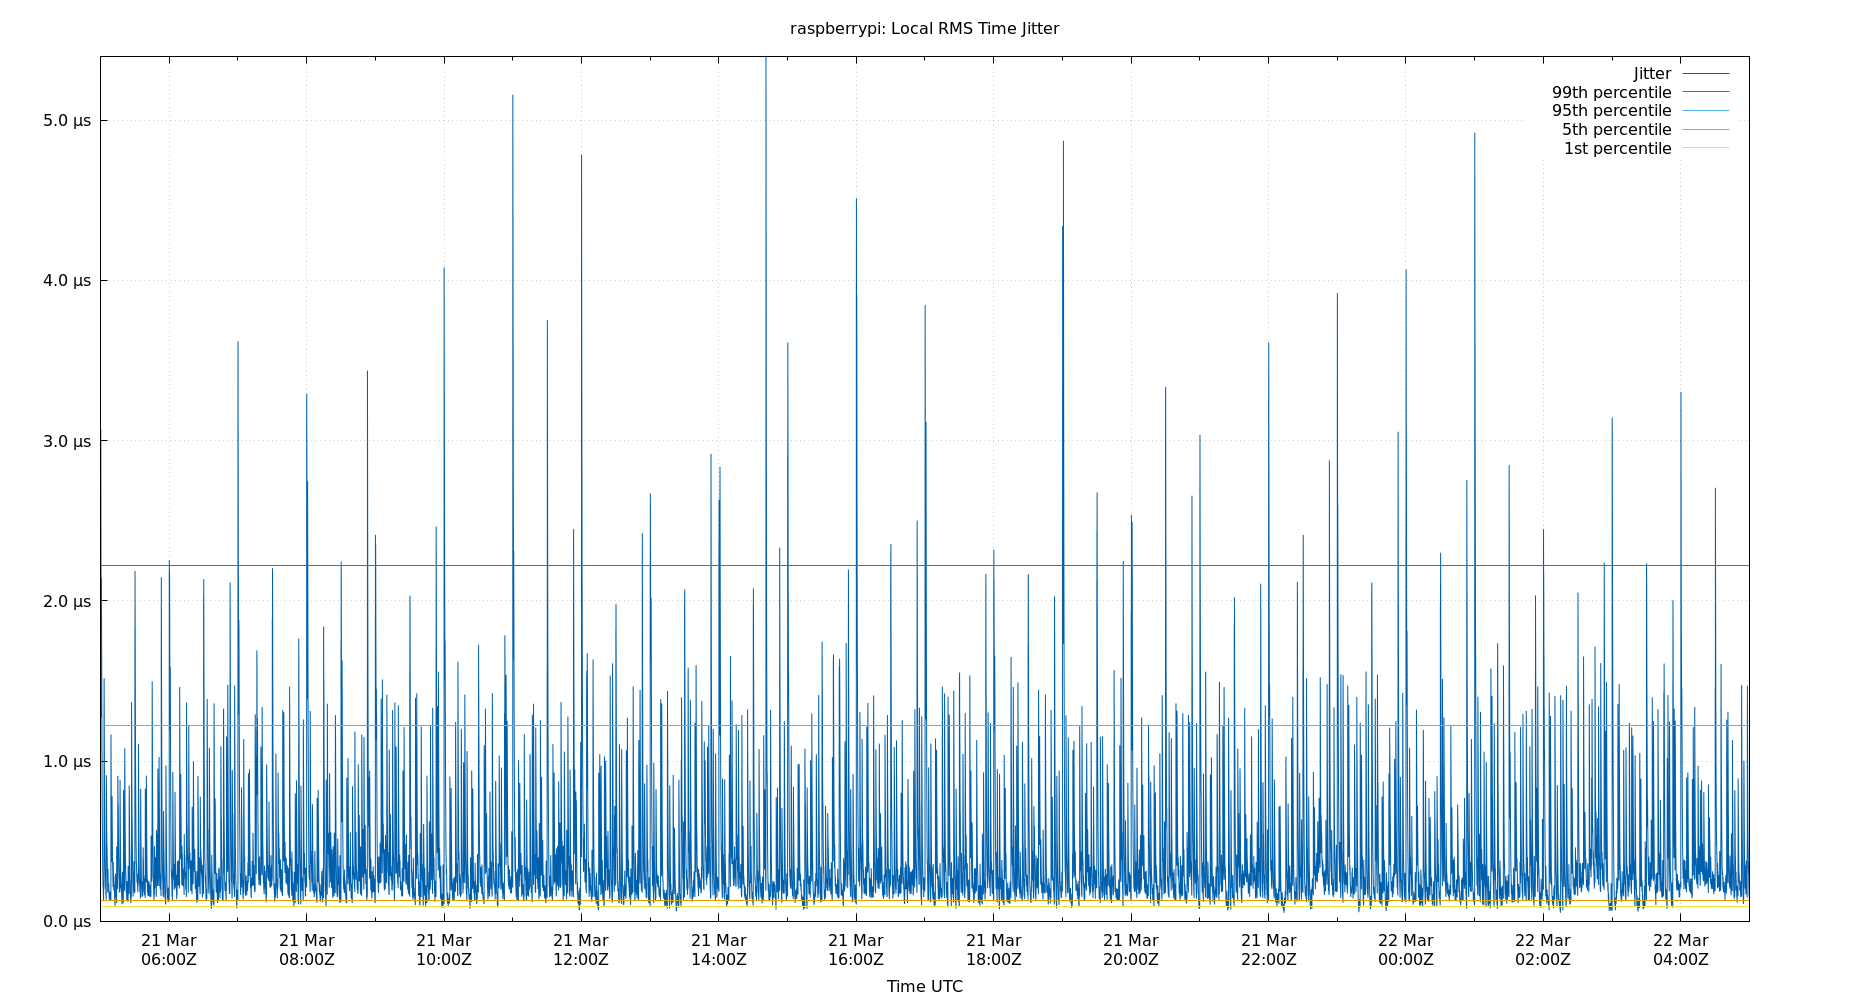 raspberrypi: Local RMS Time Jitter
Jitter
99th percentile
95th percentile
5th percentile
1st percentile
5.0 µs
4.0 µs
3.0 µs
2.0 µs
1.0 µs
0.0 µs
21 Mar 21 Mar 21 Mar 21 Mar 21 Mar 21 Mar 21 Mar 21 Mar 21 Mar 22 Mar 22 Mar 22 Mar
06:00Z 08:00Z 10:00Z 12:00Z 14:00Z 16:00Z 18:00Z 20:00Z 22:00Z 00:00Z 02:00Z 04:00Z
Time UTC